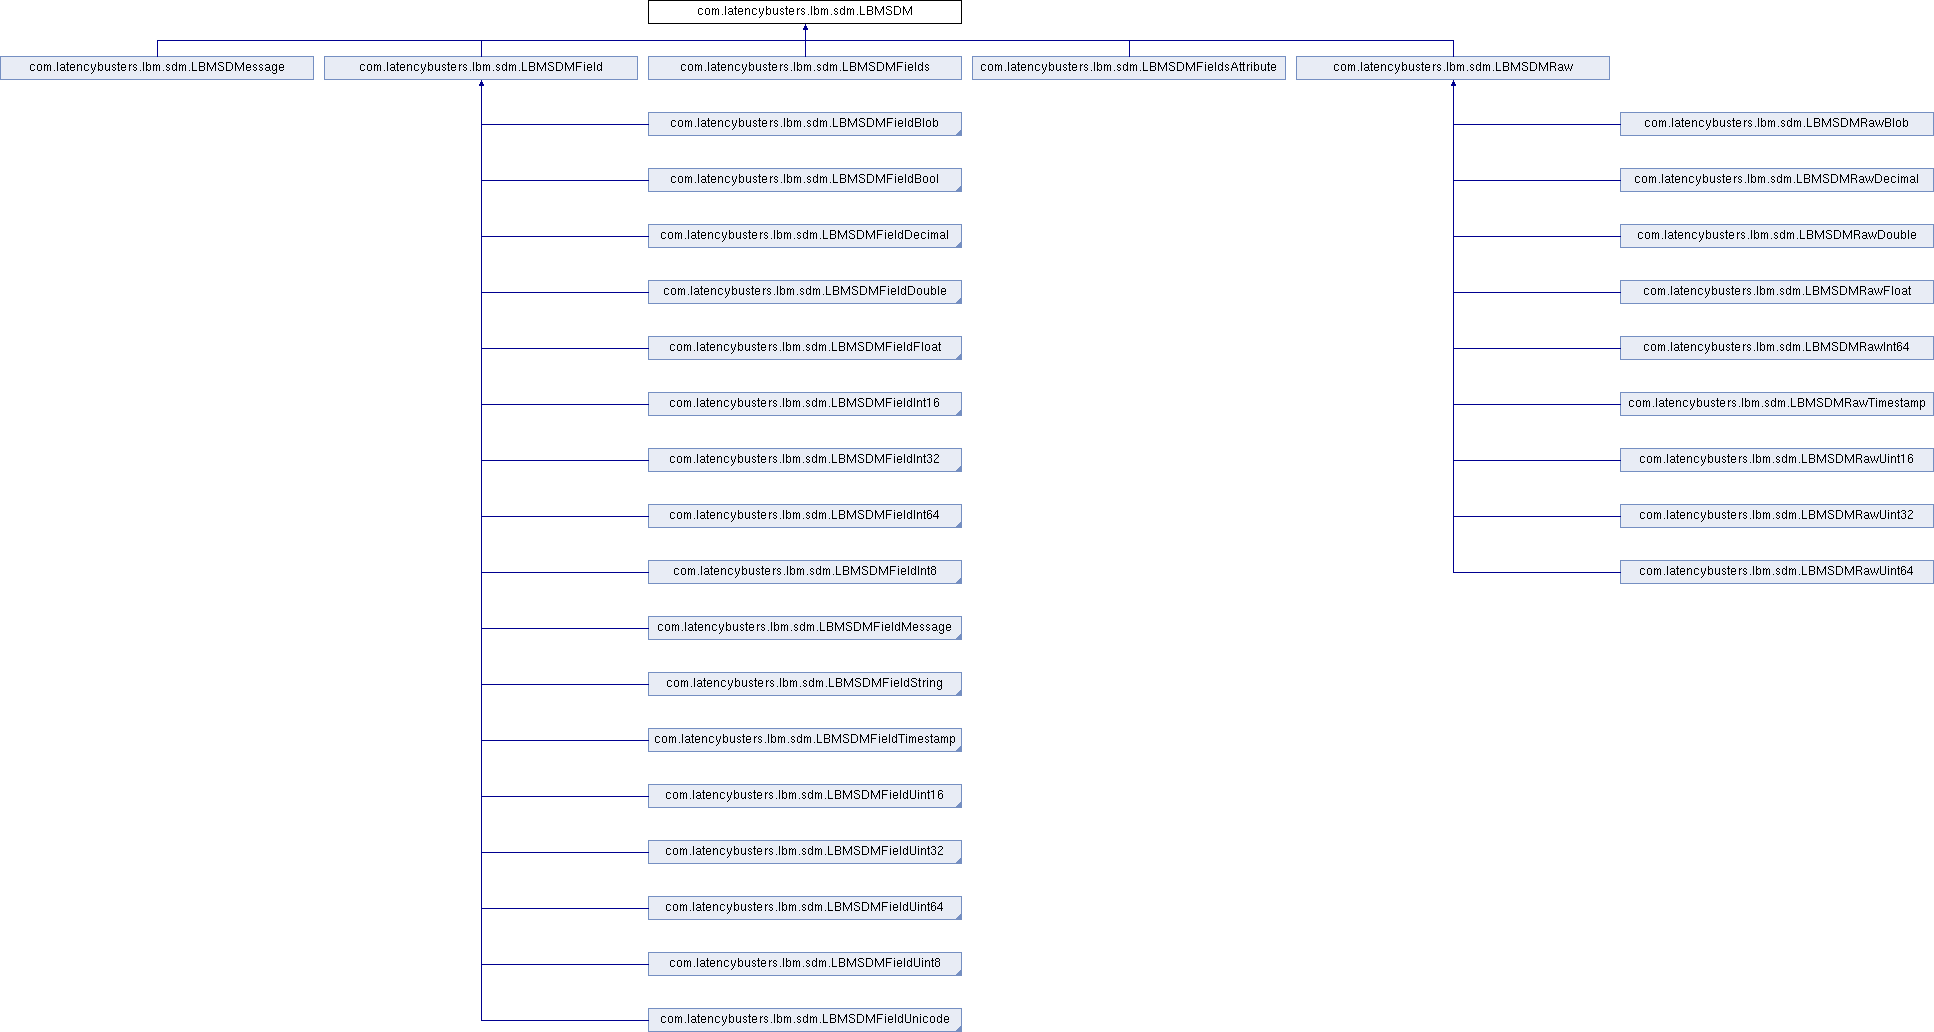 com.latencybusters.lbm.sdm.LBMSDM
com.latencybusters.lbm.sdm.LBMSDMessage
com.latencybusters.lbm.sdm.LBMSDMField
com.latencybusters.lbm.sdm.LBMSDMFields
com.latencybusters.lbm.sdm.LBMSDMFieldsAttribute
com.latencybusters.lbm.sdm.LBMSDMRaw
com.latencybusters.lbm.sdm.LBMSDMFieldBlob
com.latencybusters.lbm.sdm.LBMSDMFieldBool
com.latencybusters.lbm.sdm.LBMSDMFieldDecimal
com.latencybusters.lbm.sdm.LBMSDMFieldDouble
com.latencybusters.lbm.sdm.LBMSDMFieldFloat
com.latencybusters.lbm.sdm.LBMSDMFieldInt16
com.latencybusters.lbm.sdm.LBMSDMFieldInt32
com.latencybusters.lbm.sdm.LBMSDMFieldInt64
com.latencybusters.lbm.sdm.LBMSDMFieldInt8
com.latencybusters.lbm.sdm.LBMSDMFieldMessage
com.latencybusters.lbm.sdm.LBMSDMFieldString
com.latencybusters.lbm.sdm.LBMSDMFieldTimestamp
com.latencybusters.lbm.sdm.LBMSDMFieldUint16
com.latencybusters.lbm.sdm.LBMSDMFieldUint32
com.latencybusters.lbm.sdm.LBMSDMFieldUint64
com.latencybusters.lbm.sdm.LBMSDMFieldUint8
com.latencybusters.lbm.sdm.LBMSDMFieldUnicode
com.latencybusters.lbm.sdm.LBMSDMRawBlob
com.latencybusters.lbm.sdm.LBMSDMRawDecimal
com.latencybusters.lbm.sdm.LBMSDMRawDouble
com.latencybusters.lbm.sdm.LBMSDMRawFloat
com.latencybusters.lbm.sdm.LBMSDMRawInt64
com.latencybusters.lbm.sdm.LBMSDMRawTimestamp
com.latencybusters.lbm.sdm.LBMSDMRawUint16
com.latencybusters.lbm.sdm.LBMSDMRawUint32
com.latencybusters.lbm.sdm.LBMSDMRawUint64